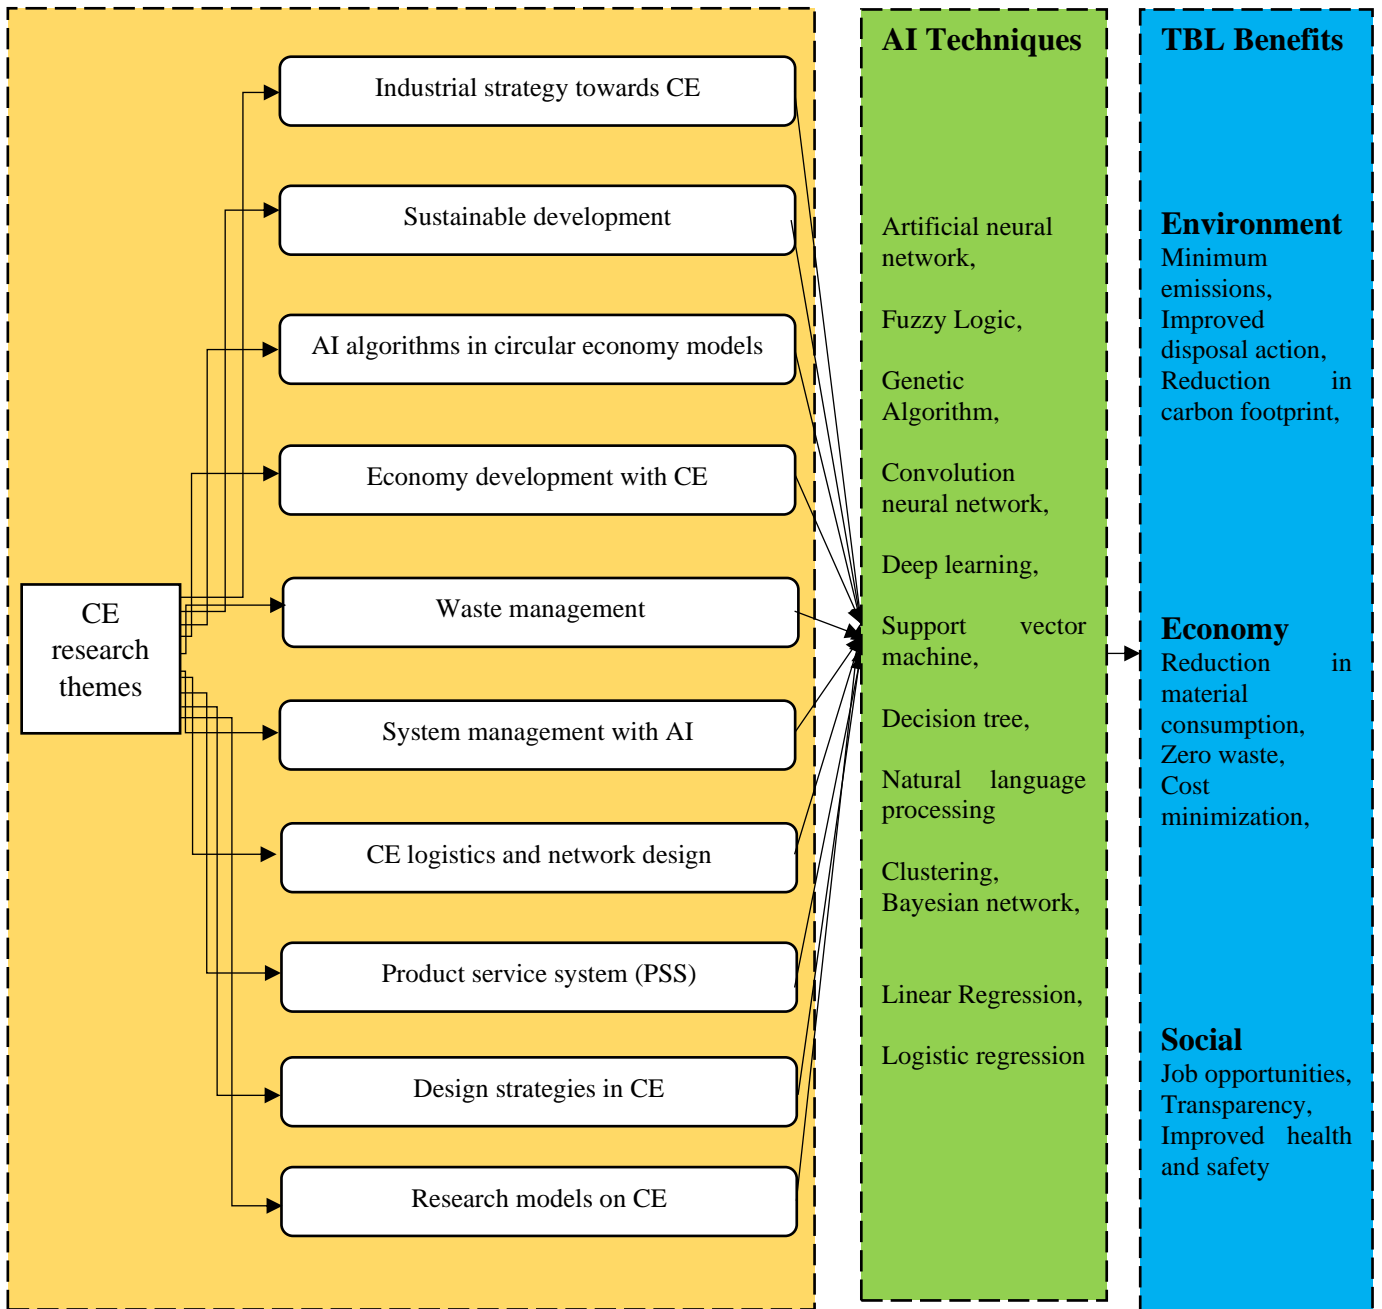 CE
research
themes
Industrial strategy towards CE
Sustainable development
AI algorithms in circular economy models
Economy development with CE
Waste management
System management with AI
CE logistics and network design
Product service system (PSS)
Design strategies in CE
Research models on CE
AI Techniques
Artificial neural
network,
Fuzzy Logic,
Genetic
Algorithm,
Convolution
neural network,
Deep learning,
Support vector
machine,
Decision tree,
Natural language
processing
Clustering,
Bayesian network,
Linear Regression,
Logistic regression
TBL Benefits
Environment
Minimum
emissions,
Improved
disposal action,
Reduction in
carbon footprint,
Economy
Reduction in
material
consumption,
Zero waste,
Cost
minimization,
Social
Job opportunities,
Transparency,
Improved health
and safety